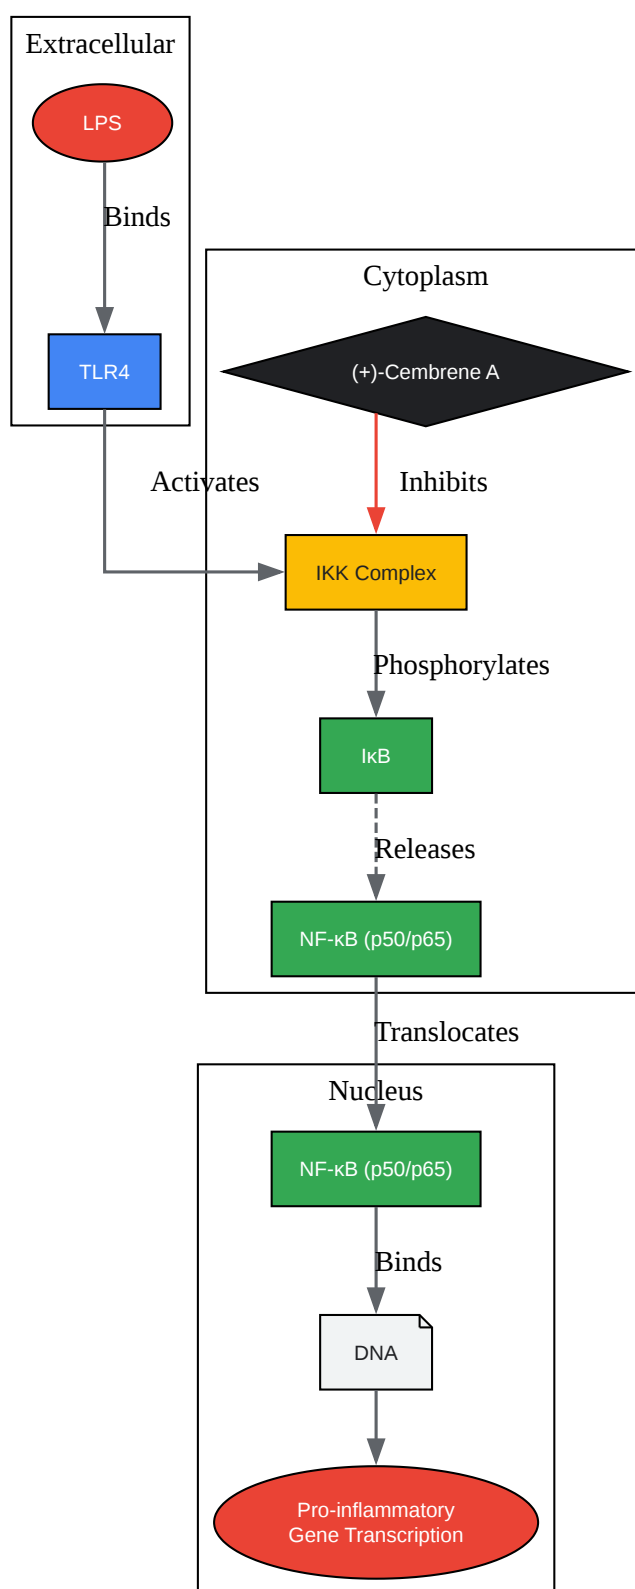 Extracellular
LPS
Binds
Cytoplasm
TLR4
(+)-Cembrene A
Activates
Inhibits
IKK Complex
Phosphorylates
IκB
Releases
NF-κB (p50/p65)
Translocates
Nucleus
NF-κB (p50/p65)
Binds
DNA
Pro-inflammatory
Gene Transcription